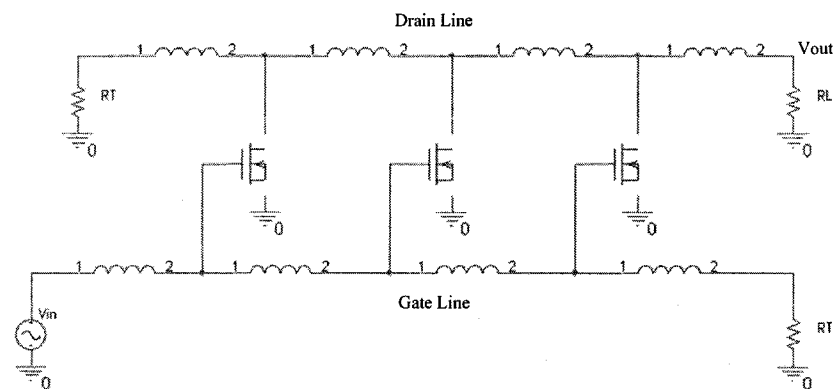 Drain Line
1 2 1 2 1 2 1 2 Vout
RT RL
0 0
0 0 0
1 2 1 2 1 2 1 2
Gate Line
Vin RT
0 0